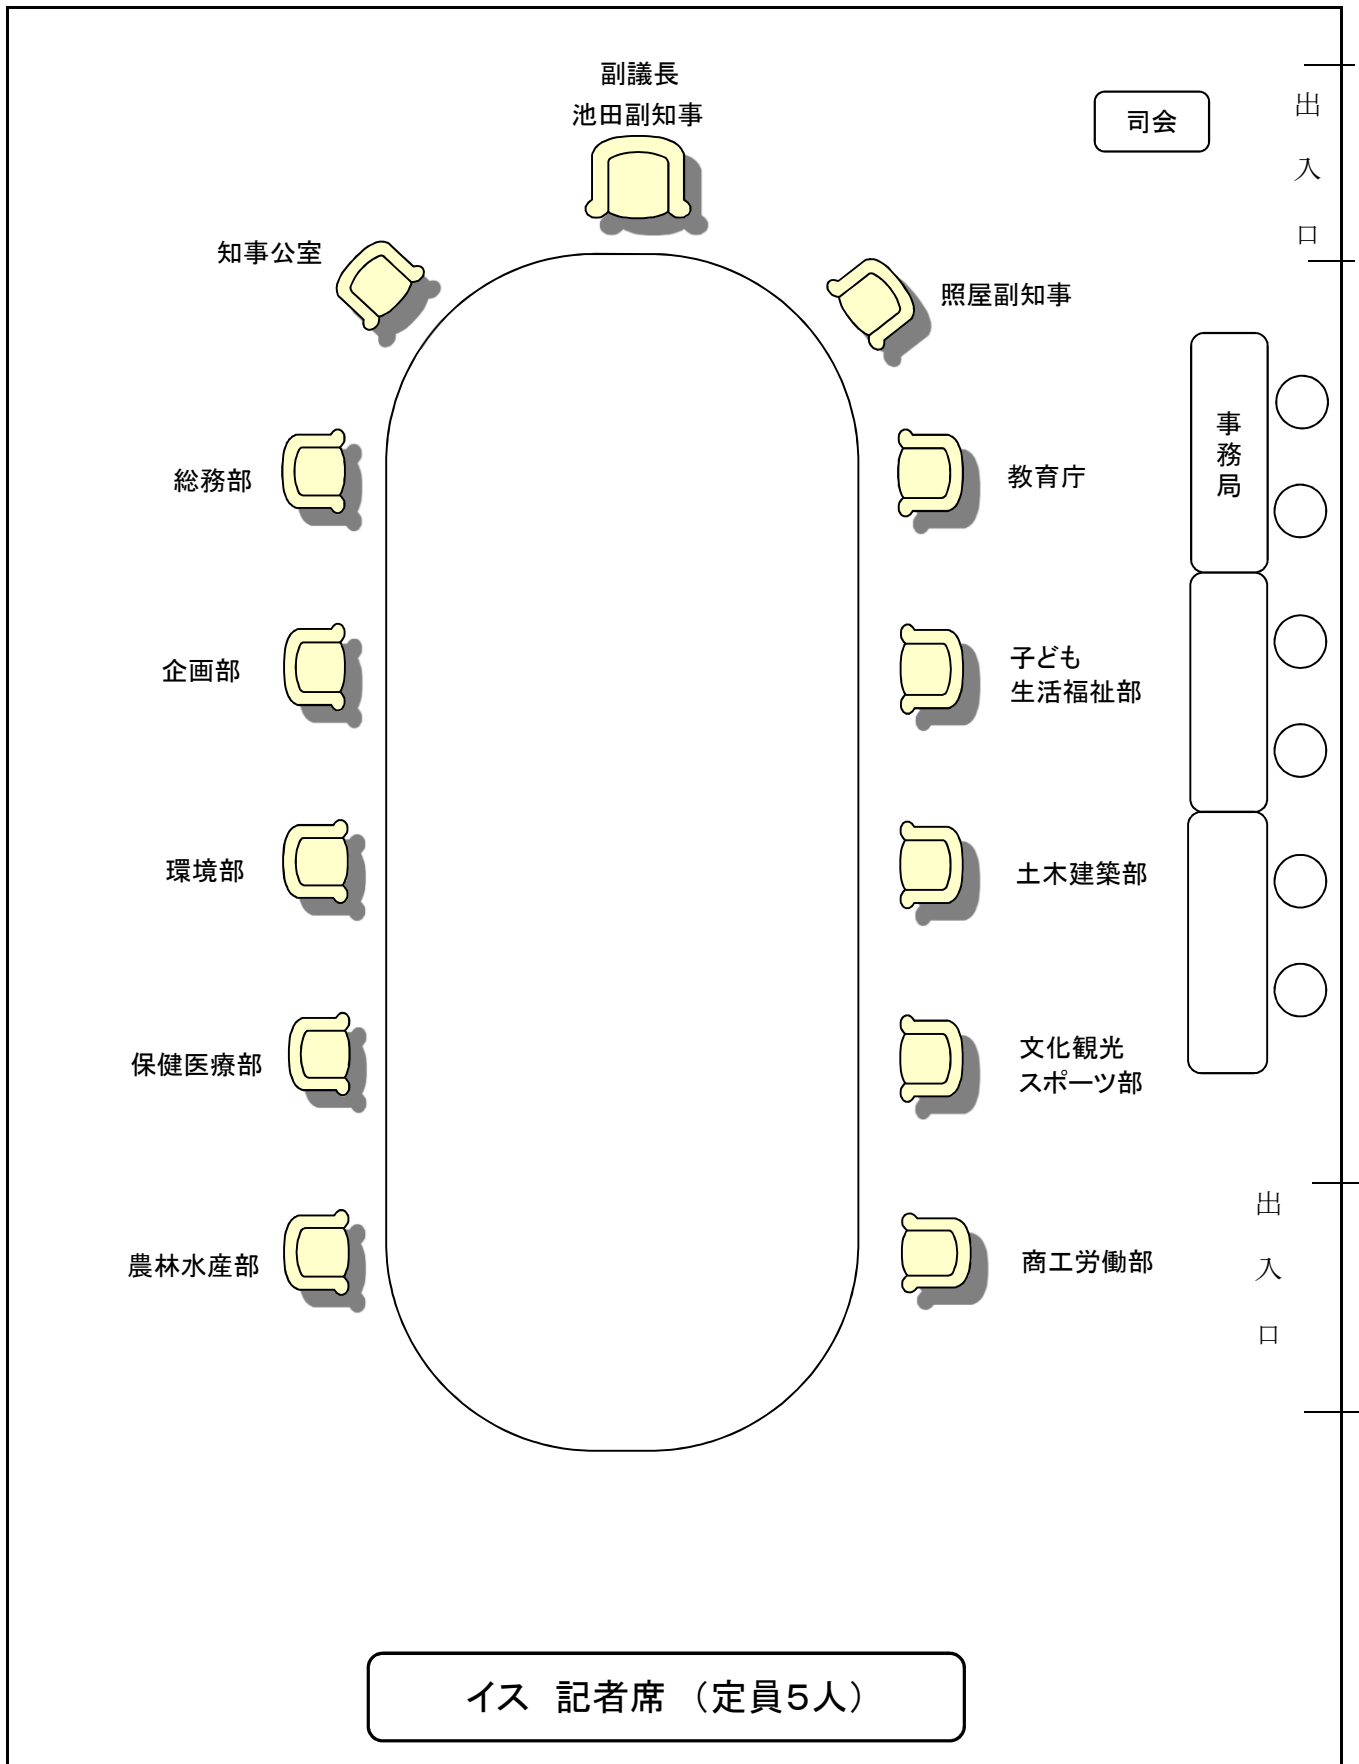 副議長
池田副知事
司会
出入口
知事公室
照屋副知事
事務局
総務部
教育庁
企画部
子ども
生活福祉部
環境部
土木建築部
保健医療部
文化観光
スポーツ部
出入口
農林水産部
商工労働部
イス　記者席　（定員５人）